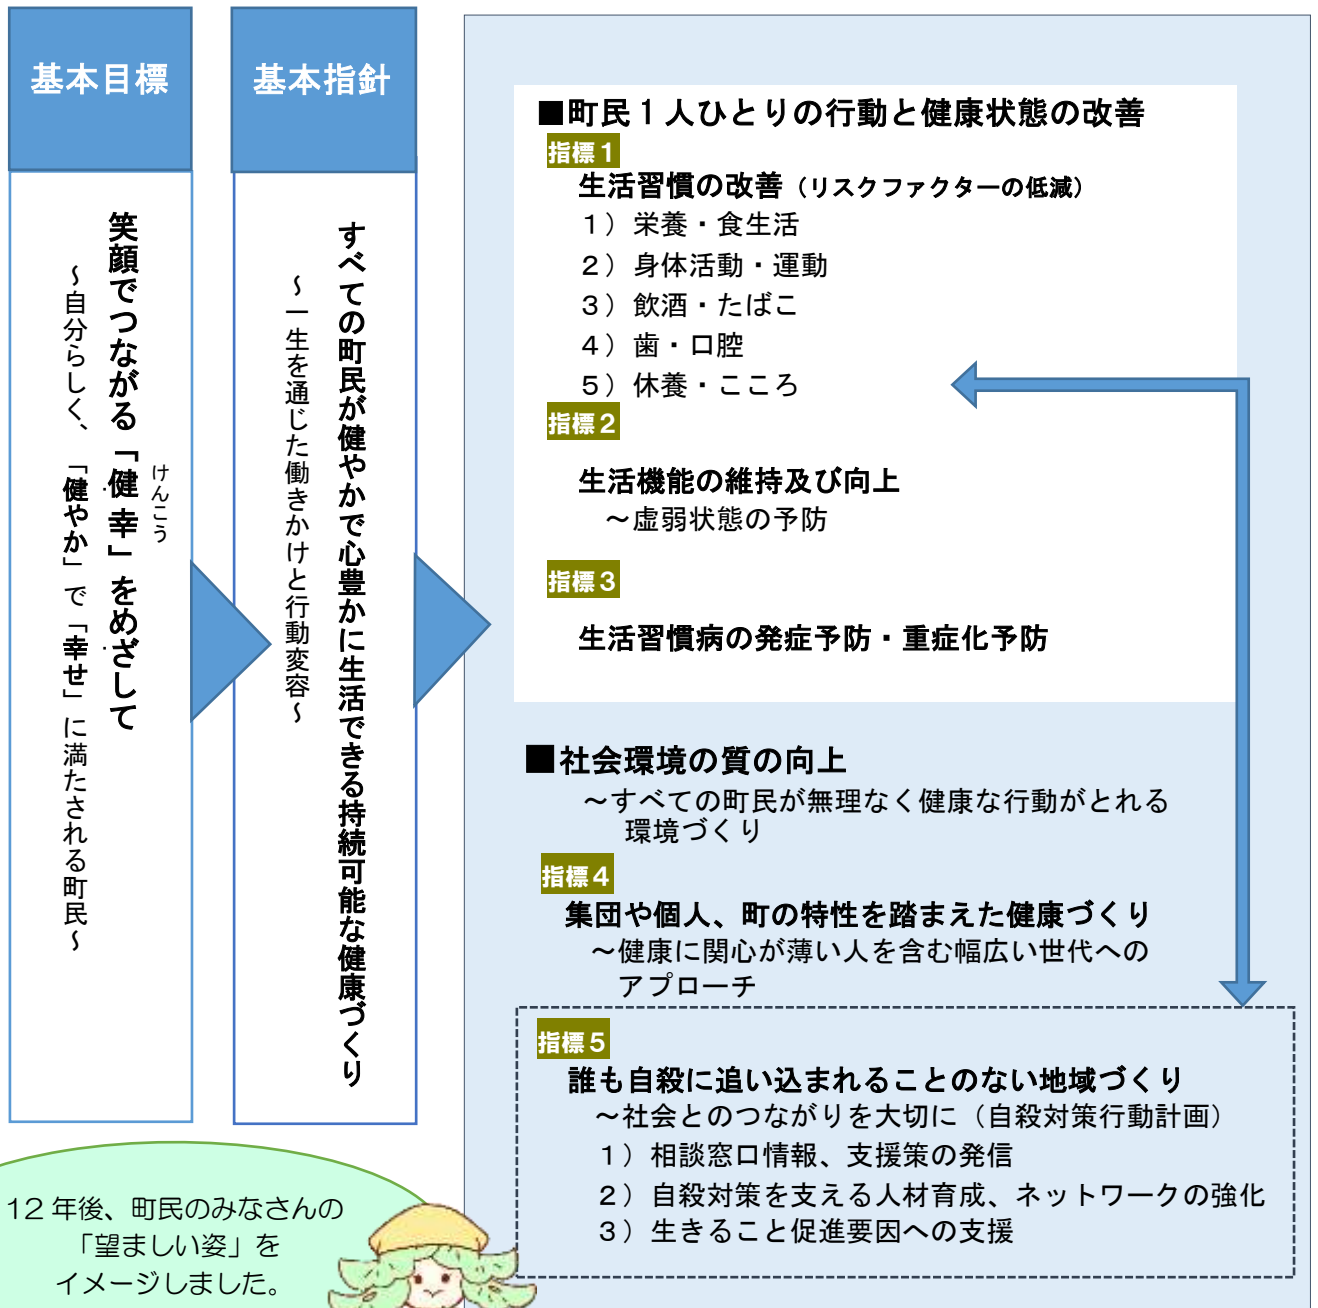 基本目標
笑顔でつながる「健幸」をめざして
けんこう
～自分らしく、「健やか」で「幸せ」に満たされる町民～
基本指針
すべての町民が健やかで心豊かに生活できる持続可能な健康づくり
～一生を通じた働きかけと行動変容～
■町民１人ひとりの行動と健康状態の改善
指標１
生活習慣の改善（リスクファクターの低減）
１）栄養・食生活
２）身体活動・運動
３）飲酒・たばこ
４）歯・口腔
５）休養・こころ
指標２
生活機能の維持及び向上
～虚弱状態の予防
指標３
生活習慣病の発症予防・重症化予防
■社会環境の質の向上
～すべての町民が無理なく健康な行動がとれる
環境づくり
指標４
集団や個人、町の特性を踏まえた健康づくり
～健康に関心が薄い人を含む幅広い世代への
アプローチ
指標５
誰も自殺に追い込まれることのない地域づくり
～社会とのつながりを大切に（自殺対策行動計画）
１）相談窓口情報、支援策の発信
２）自殺対策を支える人材育成、ネットワークの強化
３）生きること促進要因への支援
12 年後、町民のみなさんの
「望ましい姿」を
イメージしました。